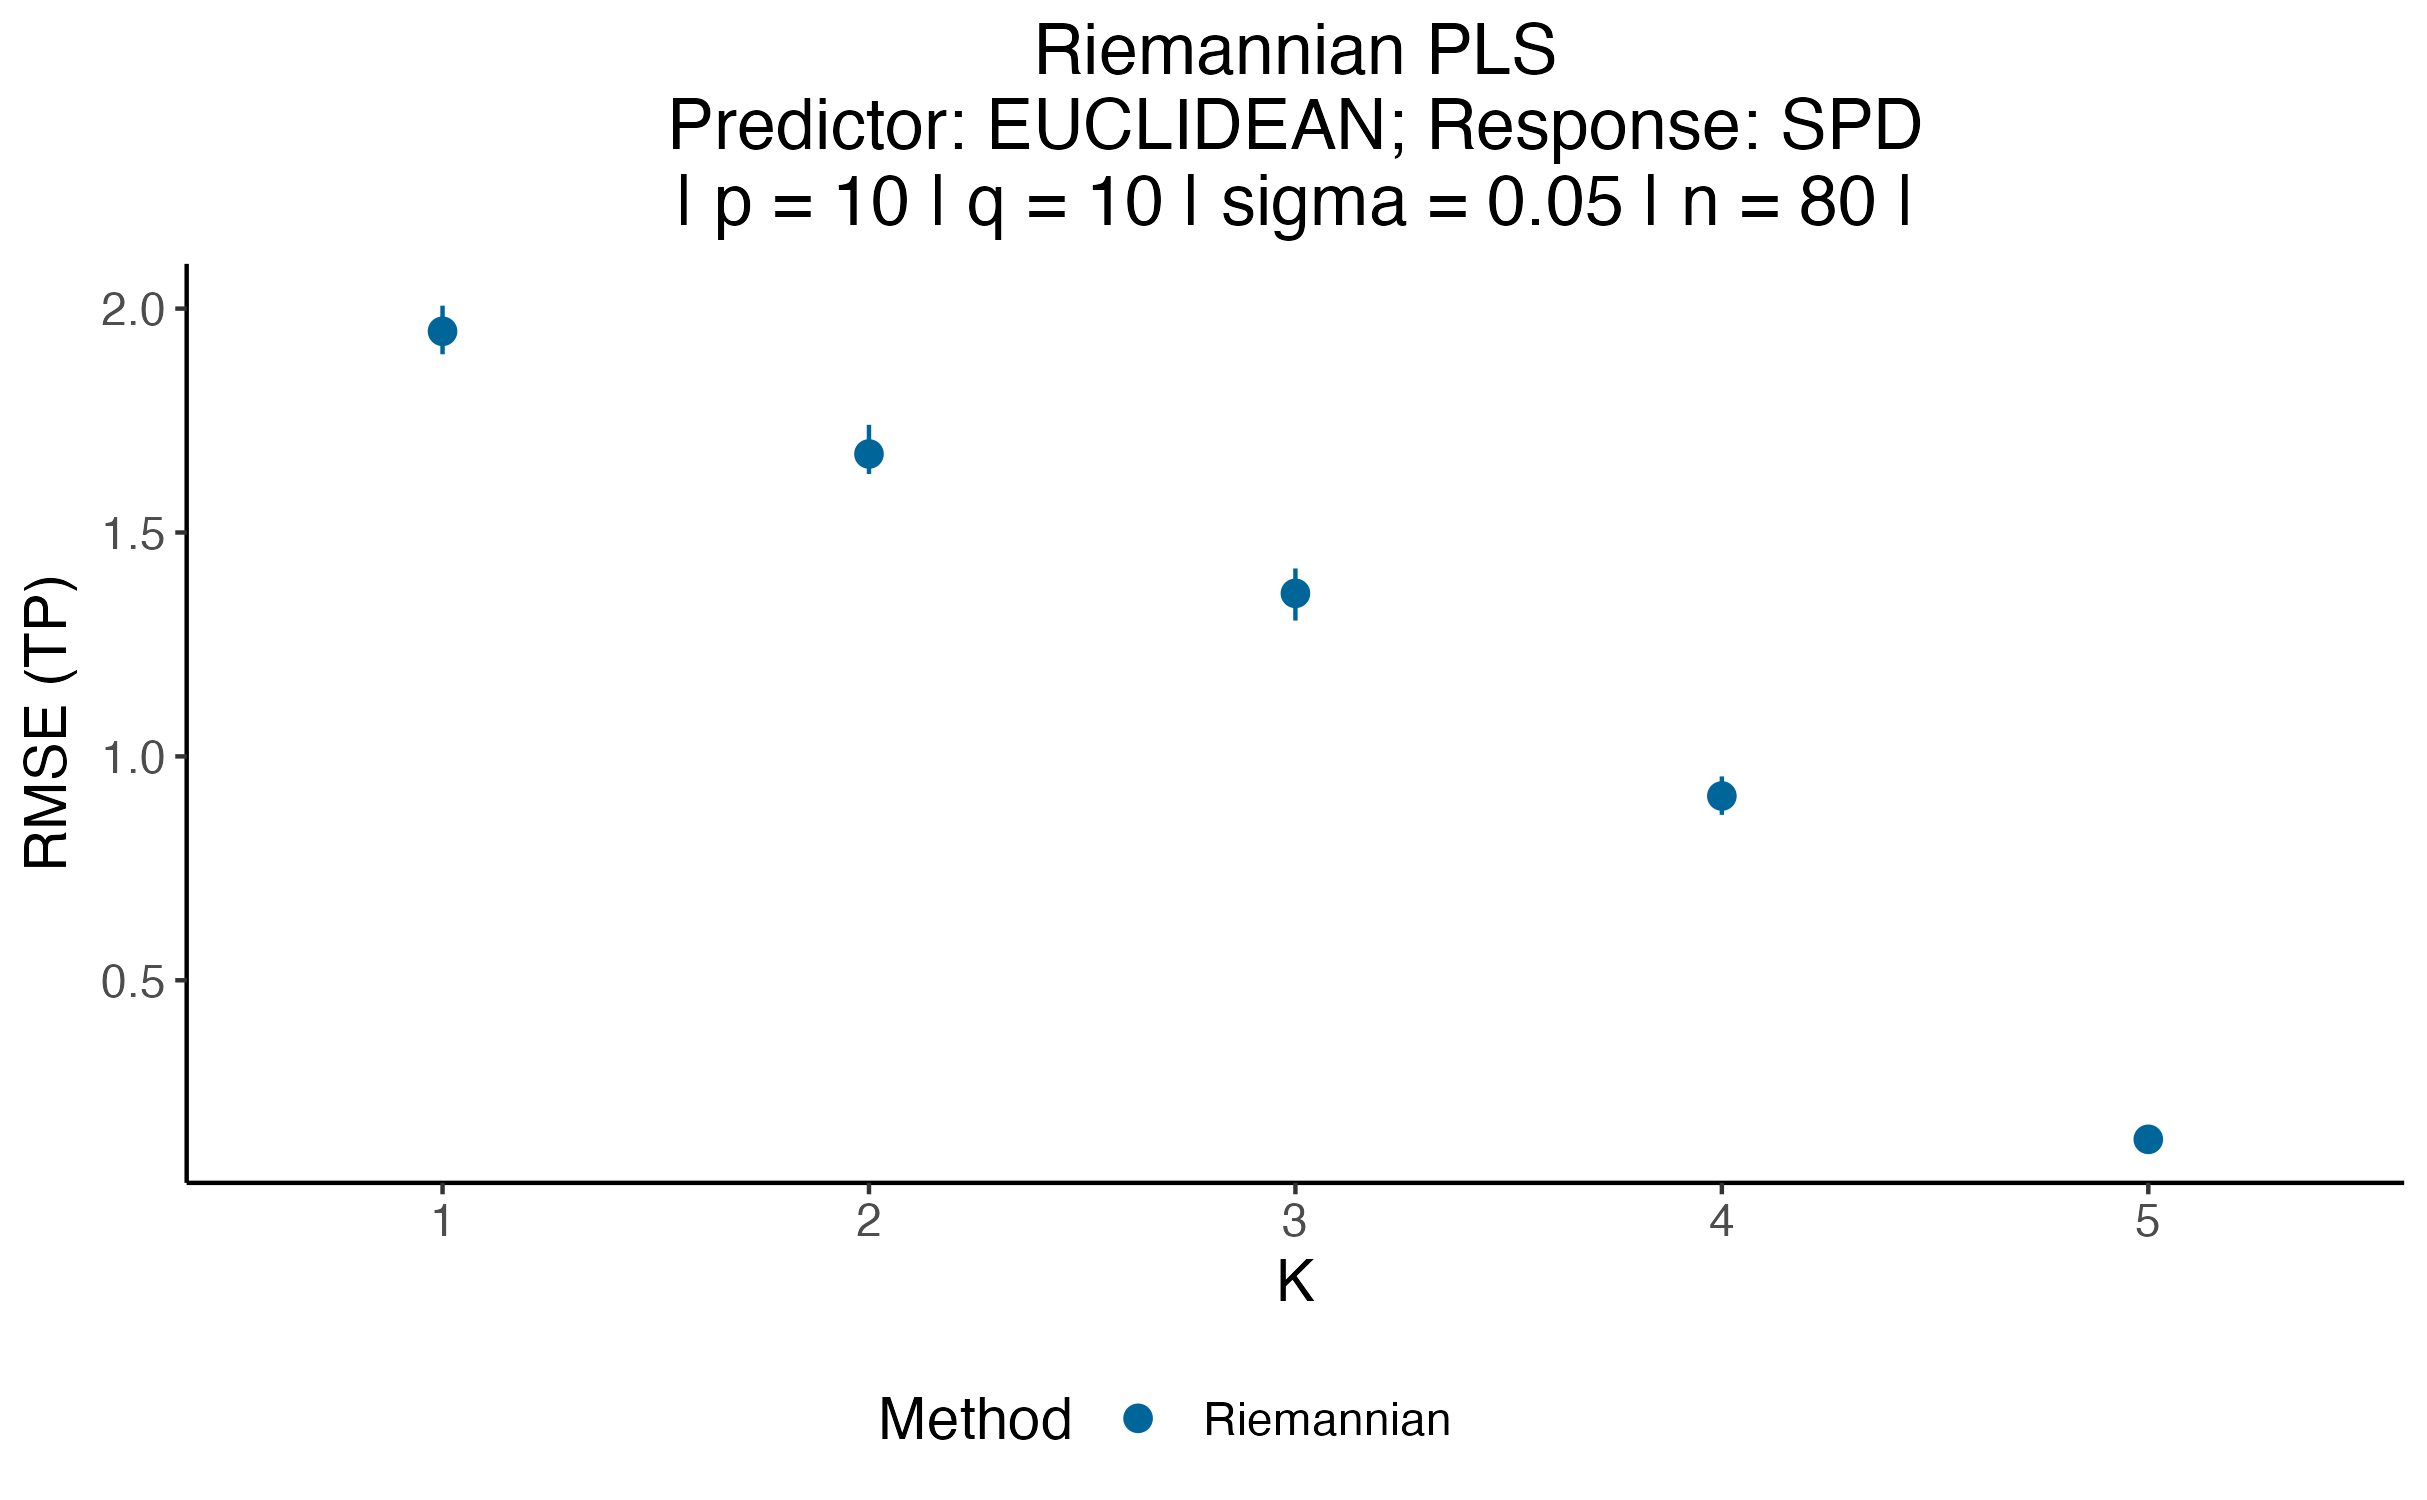 Riemannian PLS
Predictor: EUCLIDEAN; Response: SPD
| p = 10 | q = 10 | sigma = 0.05 | n = 80 |
RMSE (TP)
2.0
1.5
1.0
0.5
1 2 3 4 5
K
Method Riemannian